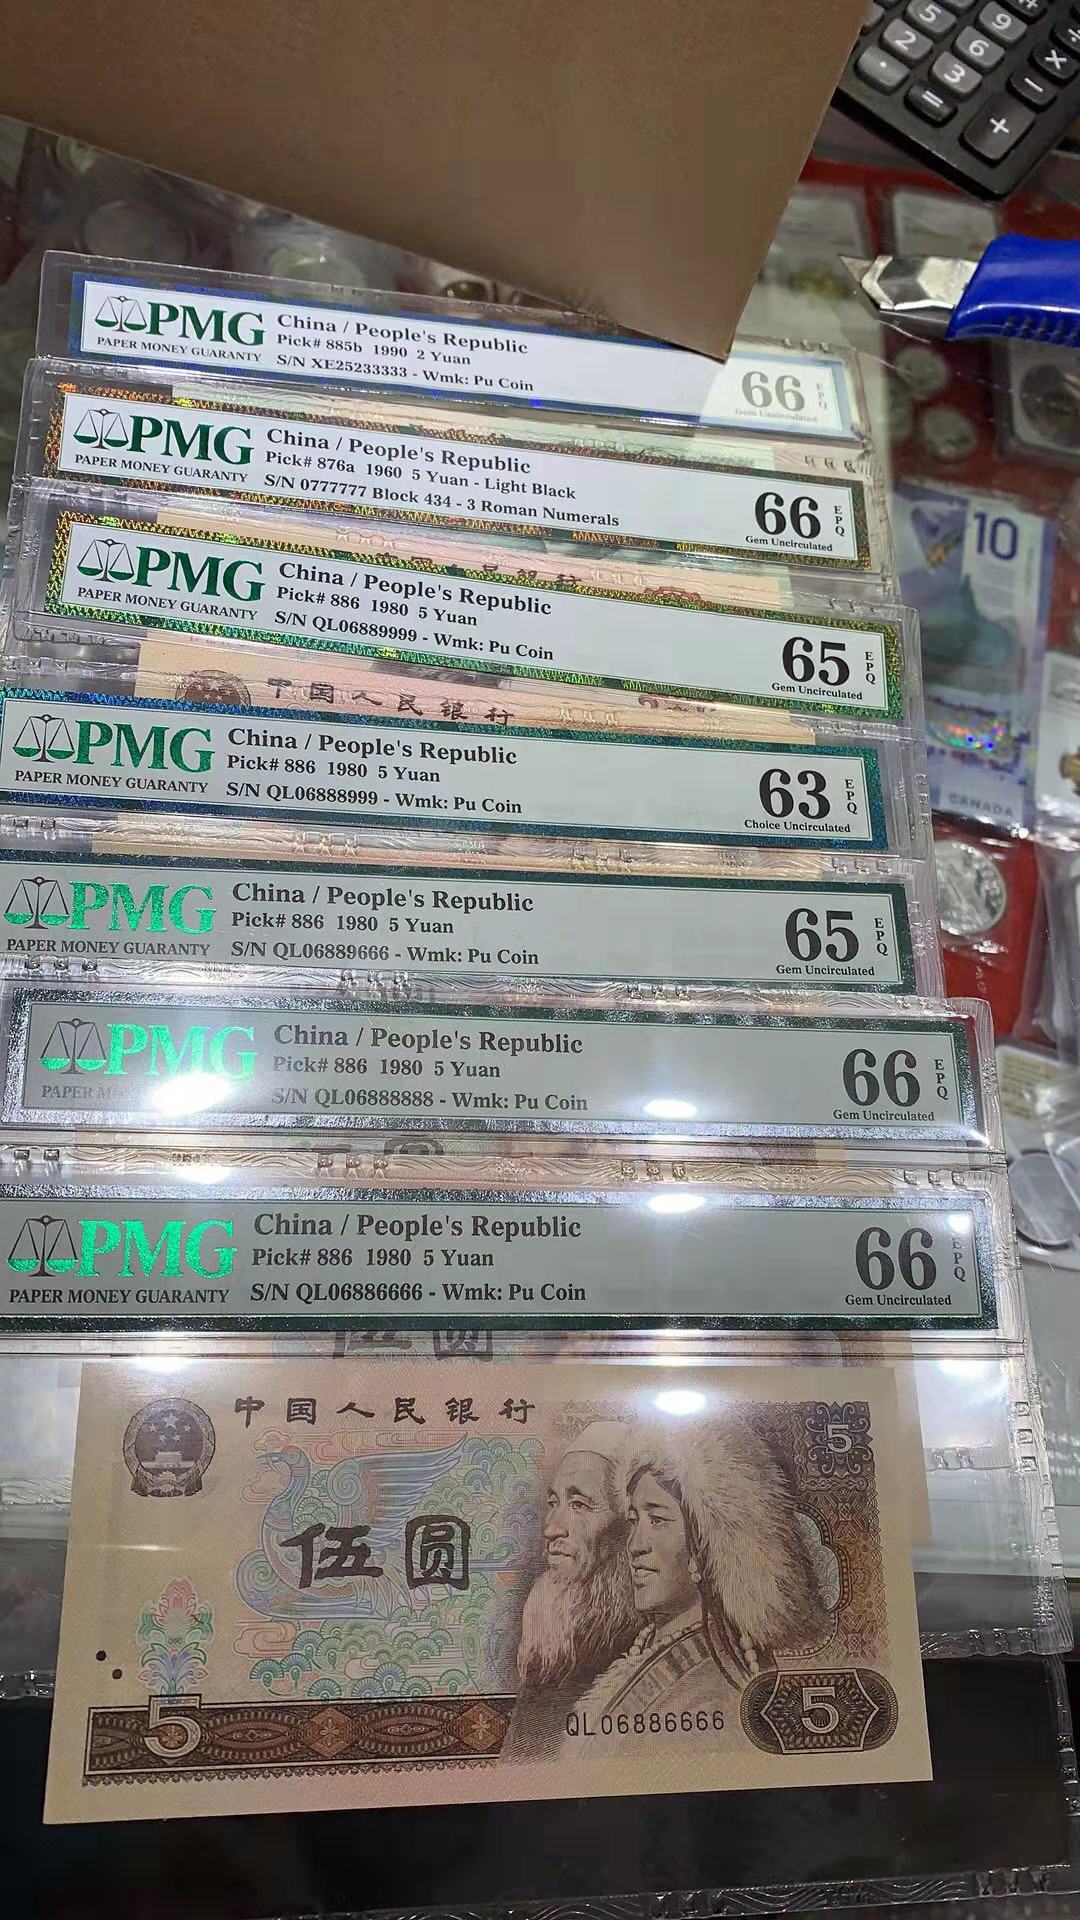 5
9
2
6
×
.
3
-
=
+
PMG
PAPER MONEY GUARANTY
China / People's Republic
Pick# 885b 1990 2 Yuan
S/N XE25233333 - Wmk: Pu Coin
66
EPQ
Gem Uncirculated
PMG
PAPER MONEY GUARANTY
China / People's Republic
Pick# 876a 1960 5 Yuan - Light Black
S/N 0777777 Block 434 - 3 Roman Numerals
66
EPQ
Gem Uncirculated
10
PMG
PAPER MONEY GUARANTY
China / People's Republic
Pick# 886 1980 5 Yuan
S/N QL06889999 - Wmk: Pu Coin
65
EPQ
Gem Uncirculated
中国人民银行
CANADA
PMG
PAPER MONEY GUARANTY
China / People's Republic
Pick# 886 1980 5 Yuan
S/N QL06888999 - Wmk: Pu Coin
63
EPQ
Choice Uncirculated
PMG
PAPER MONEY GUARANTY
China / People's Republic
Pick# 886 1980 5 Yuan
S/N QL06889666 - Wmk: Pu Coin
65
EPQ
Gem Uncirculated
PMG
PAPER
China / People's Republic
Pick# 886 1980 5 Yuan
S/N QL06888888 - Wmk: Pu Coin
66
EPQ
Gem Uncirculated
PMG
PAPER MONEY GUARANTY
China / People's Republic
Pick# 886 1980 5 Yuan
S/N QL06886666 - Wmk: Pu Coin
66
EPQ
Gem Uncirculated
伍圆
中国人民银行
5
伍圆
QL06886666
5
5